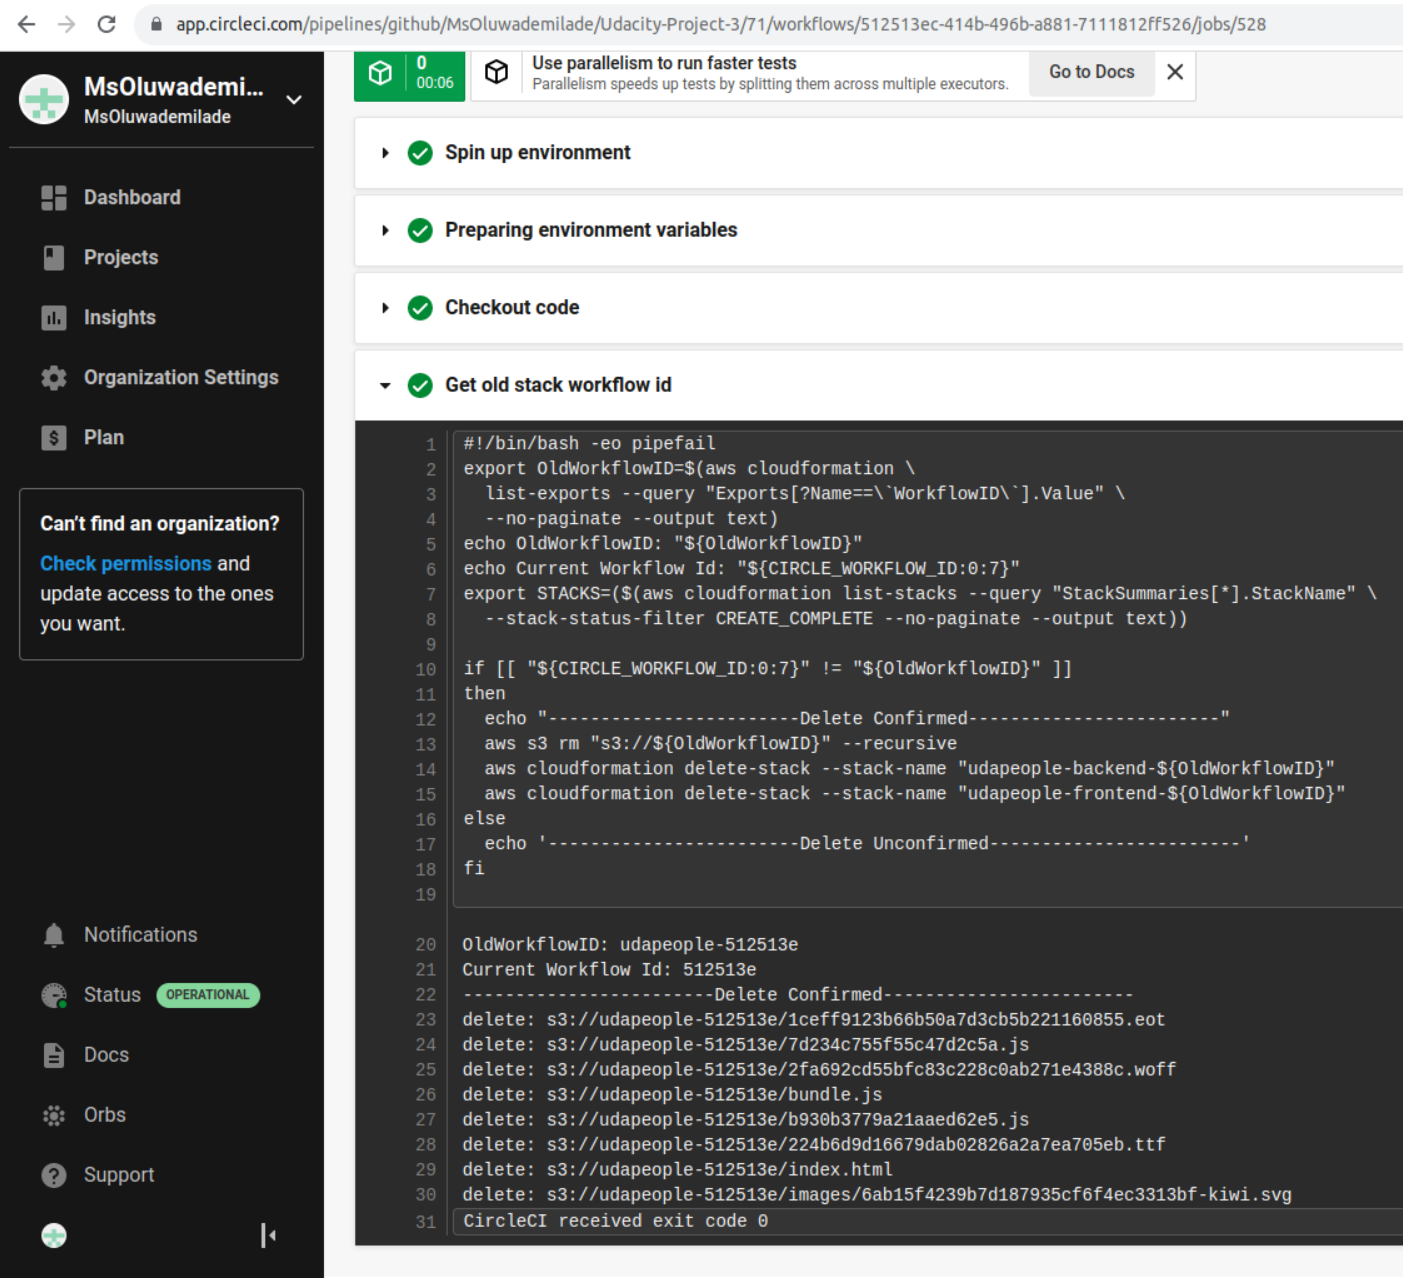 app.circleci.com/pipelines/github/MsOluwademilade/Udacity-Project-3/71/workflows/512513ec-414b-496b-a881-7111812ff526/jobs/528
MsOluwademi...
MsOluwademilade
Dashboard
Projects
Insights
Organization Settings
Plan
Can't find an organization?
Check permissions and
update access to the ones
you want.
Notifications
Status OPERATIONAL
Docs
Orbs
Support
0
00:06
Use parallelism to run faster tests
Parallelism speeds up tests by splitting them across multiple executors.
Go to Docs
Spin up environment
Preparing environment variables
Checkout code
Get old stack workflow id
1 #!/bin/bash -eo pipefail
2 export OldWorkflowID=$(aws cloudformation \
3   list-exports --query "Exports[?Name==\`WorkflowID\`].Value" \
4   --no-paginate --output text)
5 echo OldWorkflowID: "${OldWorkflowID}"
6 echo Current Workflow Id: "${CIRCLE_WORKFLOW_ID:0:7}"
7 export STACKS=($(aws cloudformation list-stacks --query "StackSummaries[*].StackName" \
8   --stack-status-filter CREATE_COMPLETE --no-paginate --output text))
9
10 if [[ "${CIRCLE_WORKFLOW_ID:0:7}" != "${OldWorkflowID}" ]]
11 then
12   echo "------------------------Delete Confirmed------------------------"
13   aws s3 rm "s3://${OldWorkflowID}" --recursive
14   aws cloudformation delete-stack --stack-name "udapeople-backend-${OldWorkflowID}"
15   aws cloudformation delete-stack --stack-name "udapeople-frontend-${OldWorkflowID}"
16 else
17   echo '------------------------Delete Unconfirmed------------------------'
18 fi
19
20 OldWorkflowID: udapeople-512513e
21 Current Workflow Id: 512513e
22 ------------------------Delete Confirmed------------------------
23 delete: s3://udapeople-512513e/1ceff9123b66b50a7d3cb5b221160855.eot
24 delete: s3://udapeople-512513e/7d234c755f55c47d2c5a.js
25 delete: s3://udapeople-512513e/2fa692cd55bfc83c228c0ab271e4388c.woff
26 delete: s3://udapeople-512513e/bundle.js
27 delete: s3://udapeople-512513e/b930b3779a21aaed62e5.js
28 delete: s3://udapeople-512513e/224b6d9d16679dab02826a2a7ea705eb.ttf
29 delete: s3://udapeople-512513e/index.html
30 delete: s3://udapeople-512513e/images/6ab15f4239b7d187935cf6f4ec3313bf-kiwi.svg
31 CircleCI received exit code 0